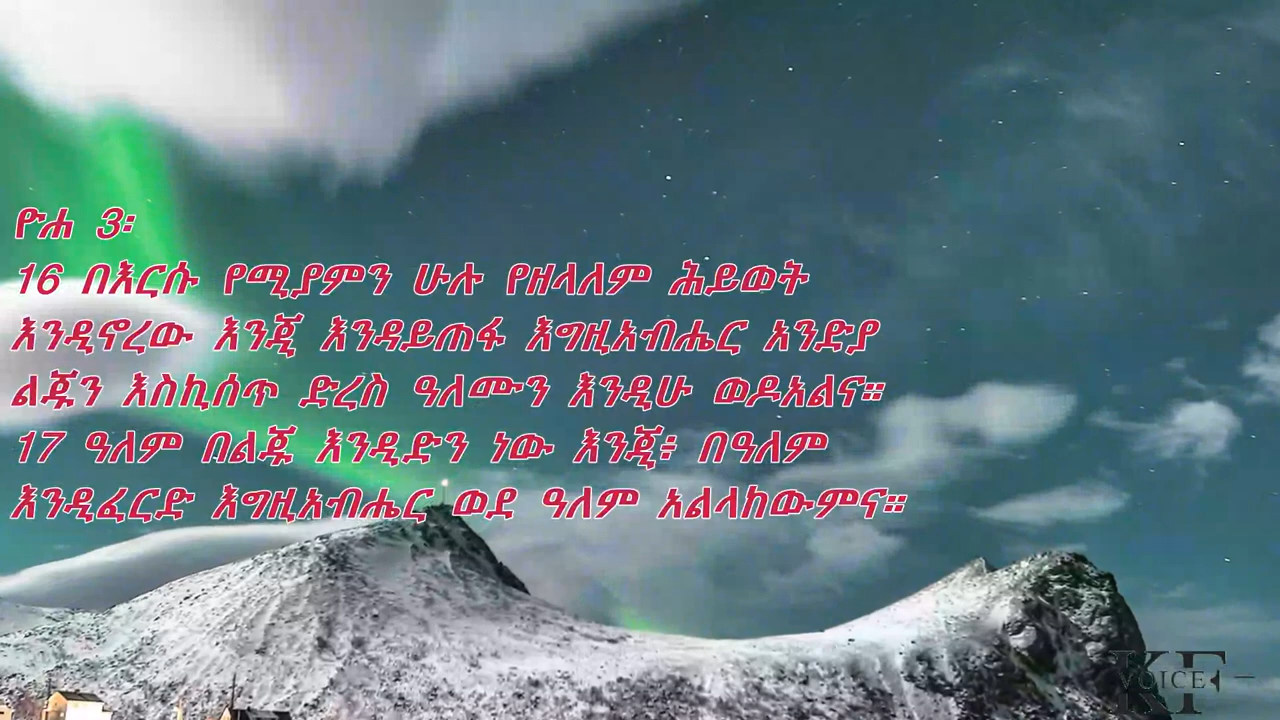 ዮሐ 3፡
16 በእርሱ የሚያምን ሁሉ የዘላለም ሕይወት
እንዲኖረው እንጂ እንዳይጠፋ እግዚአብሔር አንድያ
ልጁን እስኪሰጥ ድረስ ዓለሙን እንዲሁ ወዶአልና።
17 ዓለም በልጁ እንዲድን ነው እንጂ፥ በዓለም
እንዲፈርድ እግዚአብሔር ወደ ዓለም አልላከውምና።
KF
VOICE